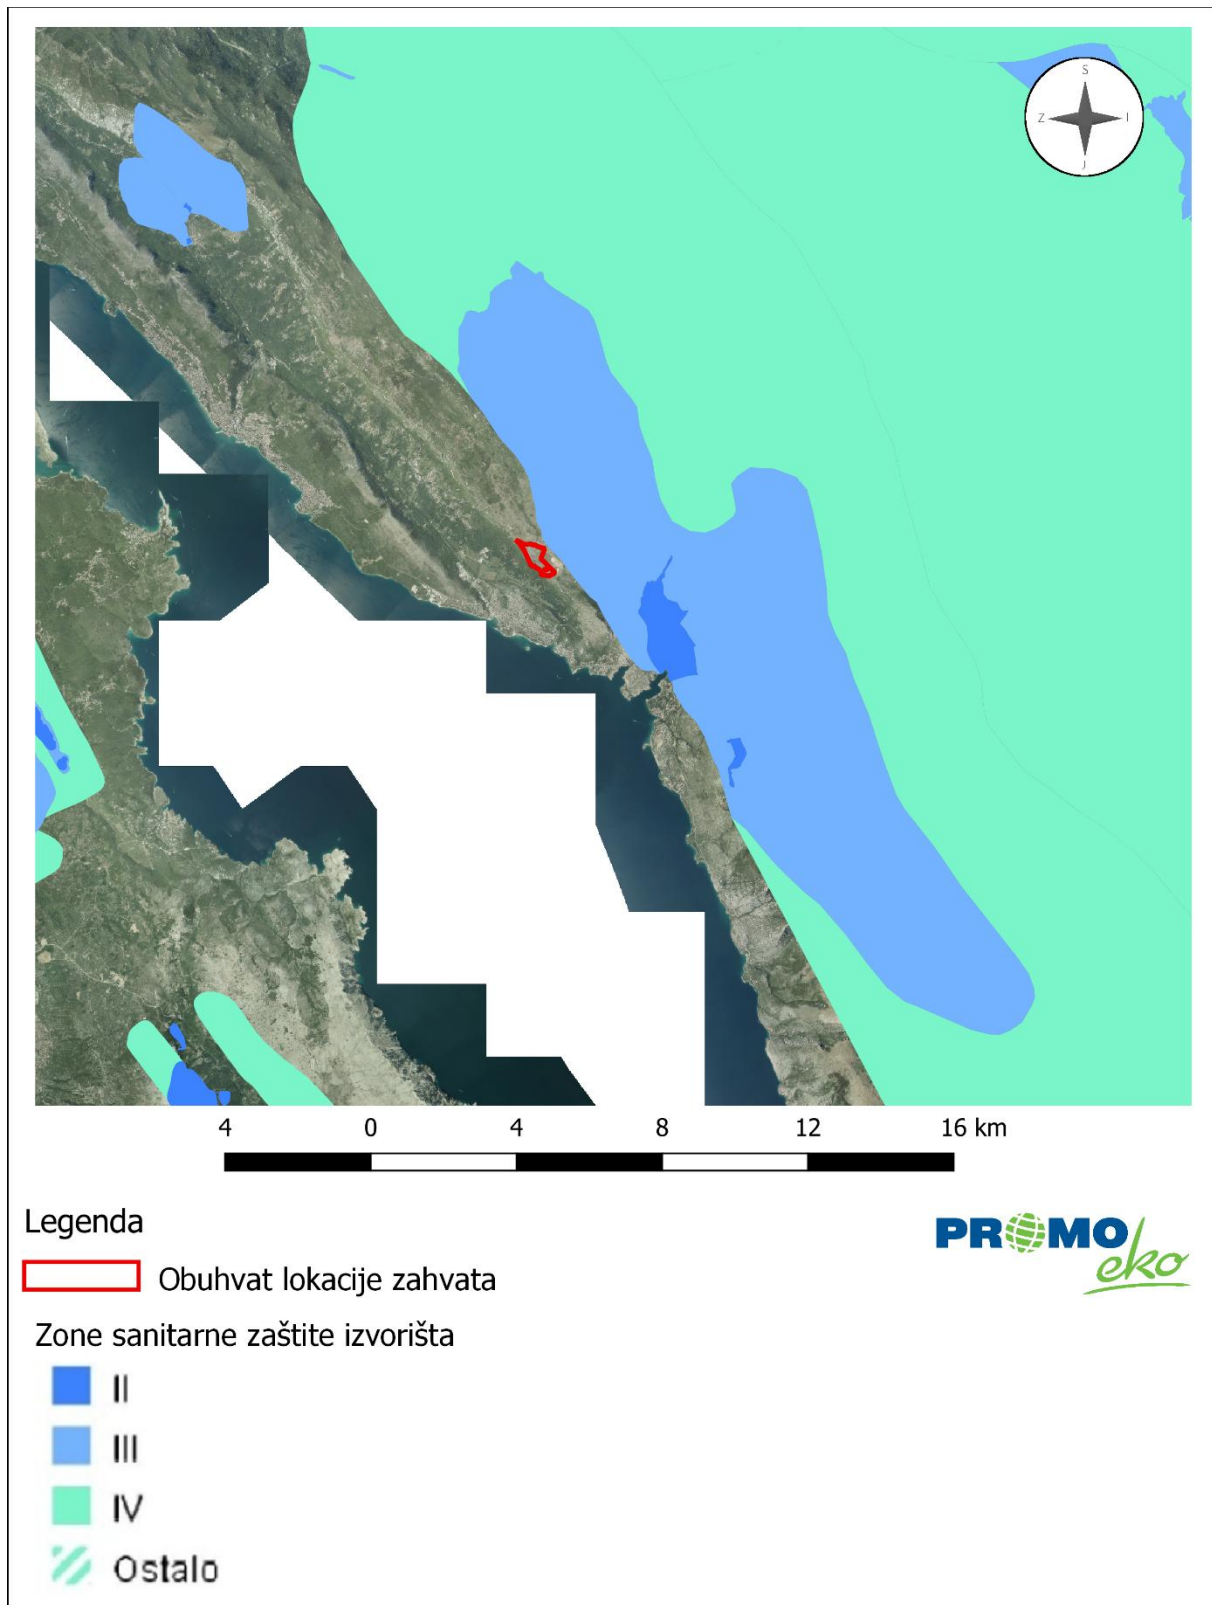 S
Z I
J
4 0 4 8 12 16 km
Legenda
PROMO
eko
Obuhvat lokacije zahvata
Zone sanitarne zaštite izvorišta
II
III
IV
Ostalo